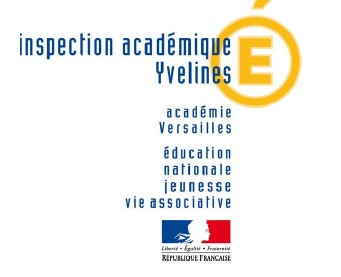 inspection académique
Yvelines
É
académie
Versailles
éducation
nationale
jeunesse
vie associative
Liberté • Égalité • Fraternité
RÉPUBLIQUE FRANÇAISE